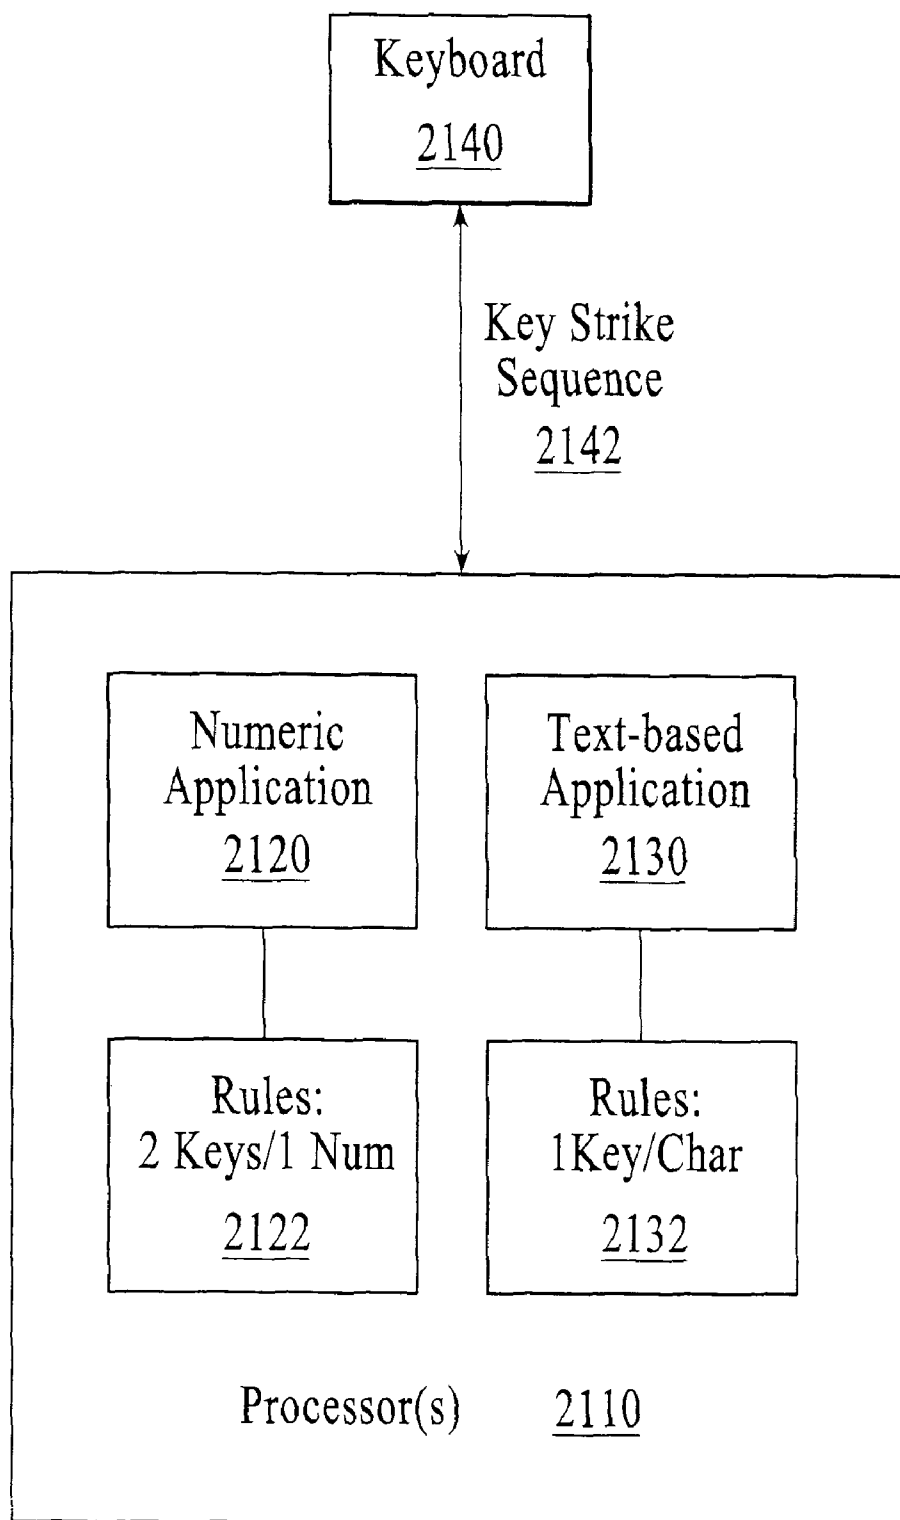 Keyboard
2140
Key Strike
Sequence
2142
Numeric
Application
2120
Text-based
Application
2130
Rules:
2 Keys/1 Num
2122
Rules:
1Key/Char
2132
Processor(s) 2110